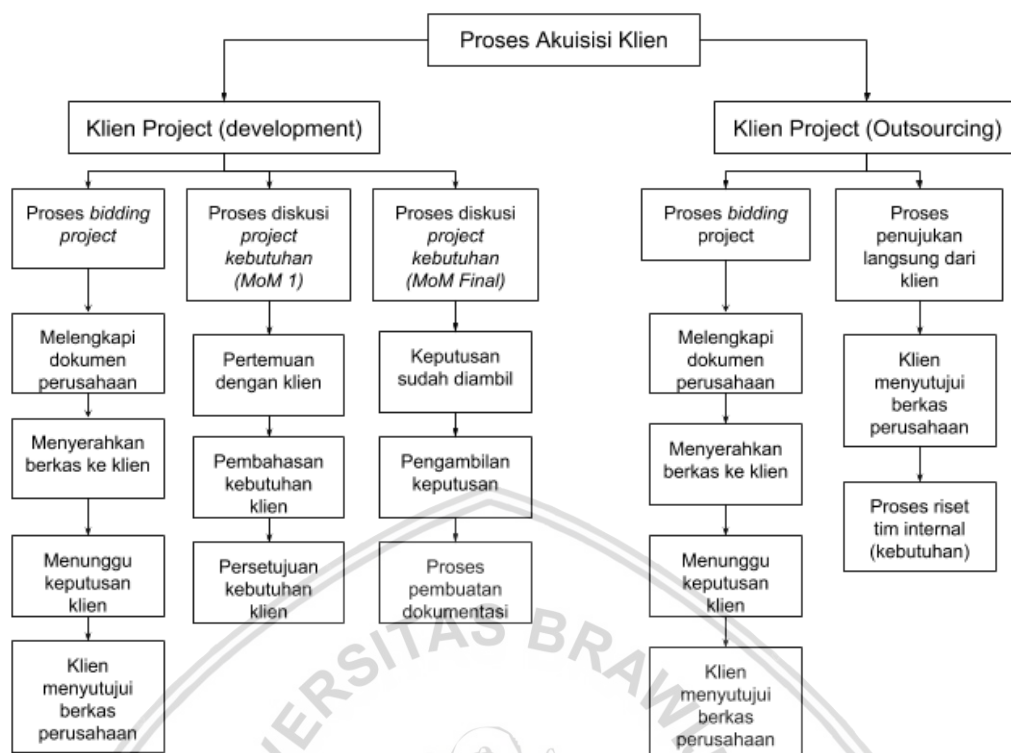 Proses Akuisisi Klien
Klien Project (development)
Klien Project (Outsourcing)
Proses bidding
project
Proses diskusi
project
kebutuhan
(MoM 1)
Proses diskusi
project
kebutuhan
(MoM Final)
Proses bidding
project
Proses
penujukan
langsung dari
klien
Melengkapi
dokumen
perusahaan
Pertemuan
dengan klien
Keputusan
sudah diambil
Melengkapi
dokumen
perusahaan
Klien
menyutujui
berkas
perusahaan
Menyerahkan
berkas ke klien
Pembahasan
kebutuhan
klien
Pengambilan
keputusan
Menyerahkan
berkas ke klien
Proses riset
tim internal
(kebutuhan)
Menunggu
keputusan
klien
Persetujuan
kebutuhan
klien
Proses
pembuatan
dokumentasi
Menunggu
keputusan
klien
Klien
menyutujui
berkas
perusahaan
Klien
menyutujui
berkas
perusahaan